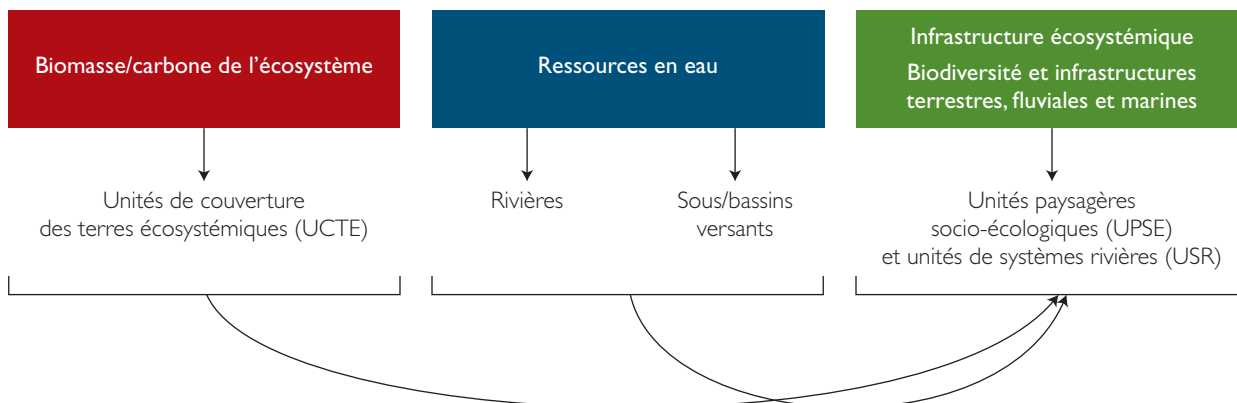 Biomasse/carbone de l'écosystème
Ressources en eau
Infrastructure écosystémique
Biodiversité et infrastructures
terrestres, fluviales et marines
Unités de couverture
des terres écosystémiques (UCTE)
Rivières
Sous/bassins
versants
Unités paysagères
socio-écologiques (UPSE)
et unités de systèmes rivières (USR)